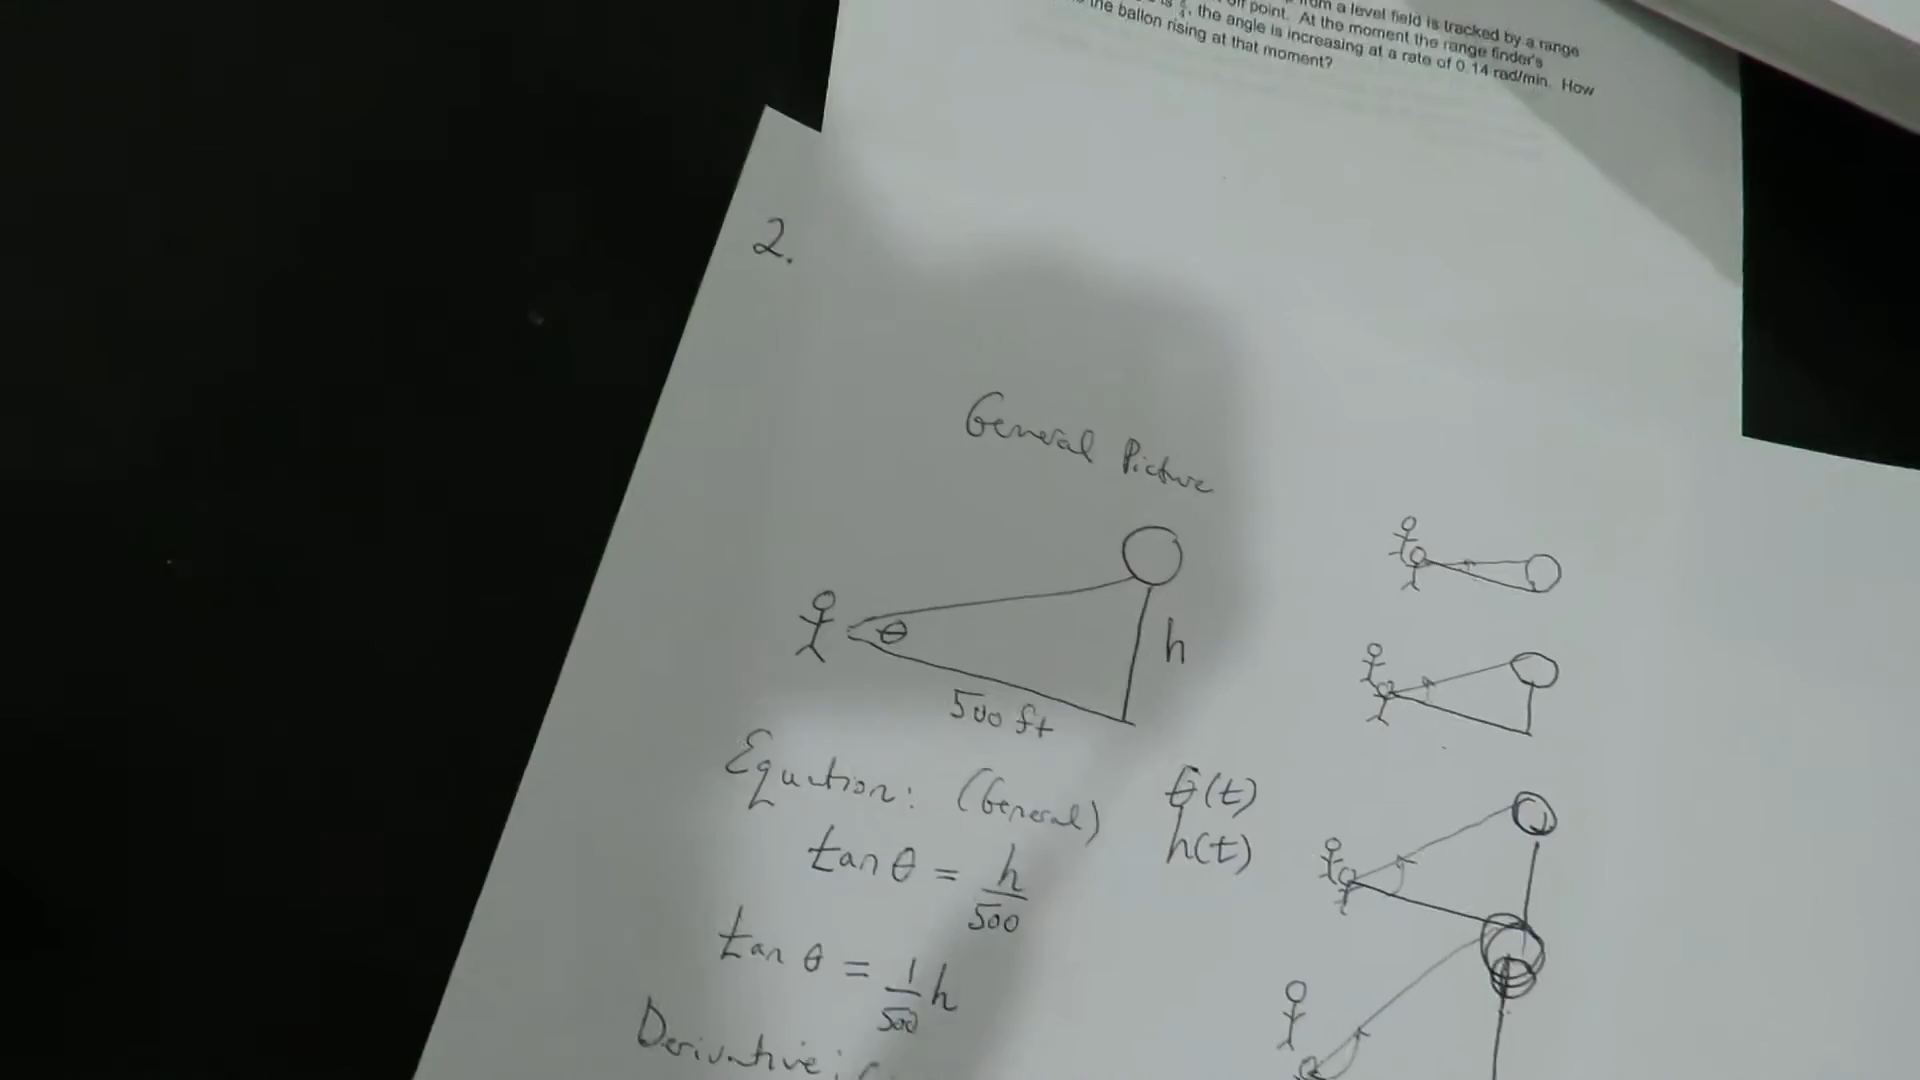 a level field is tracked by a range
off point. At the moment the range finder's
the angle is increasing at a rate of 0.14 rad/min. How
the ballon rising at that moment?
2.
General Picture
θ
h
500 ft
Equation: (General)
θ(t)
h(t)
tan θ = h/500
tan θ = 1/500 h
Derivative: